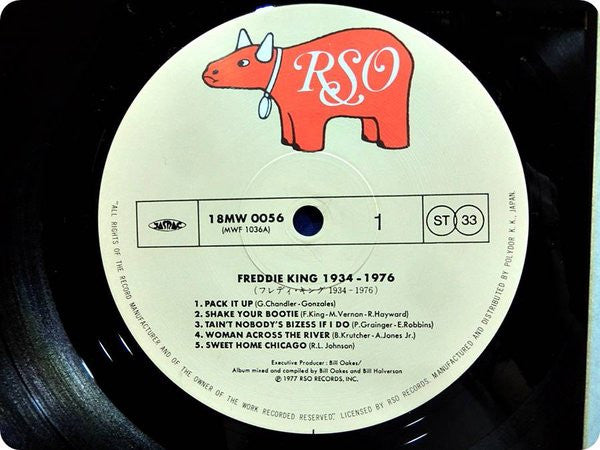 RSO
JASRAC
18MW 0056
(MWF 1036A)
1
ST 33
FREDDIE KING 1934-1976
(フレディ・キング 1934-1976)
1. PACK IT UP (G.Chandler-Gonzales)
2. SHAKE YOUR BOOTIE (F.King-M.Vernon-R.Hayward)
3. TAIN'T NOBODY'S BIZESS IF I DO (P.Grainger-E.Robbins)
4. WOMAN ACROSS THE RIVER (B.Krutcher-A.Jones Jr.)
5. SWEET HOME CHICAGO (R.L. Johnson)
Executive Producer: Bill Oakes/
Album mixed and compiled by Bill Oakes and Bill Halverson
℗ 1977 RSO RECORDS, INC.
"ALL RIGHTS OF THE RECORD MANUFACTURER AND OF THE OWNER OF THE WORK RECORDED RESERVED". LICENSED BY RSO RECORDS, MANUFACTURED AND DISTRIBUTED BY POLYDOR K.K., JAPAN.